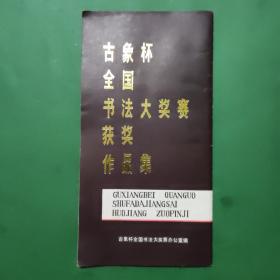 古象杯
全国
书法大奖赛
获奖
作品集
GUXIANGBEI QUANGUO
SHUFADAJIANGSAI
HUOJIANG ZUOPINJI
古象杯全国书法大奖赛办公室编